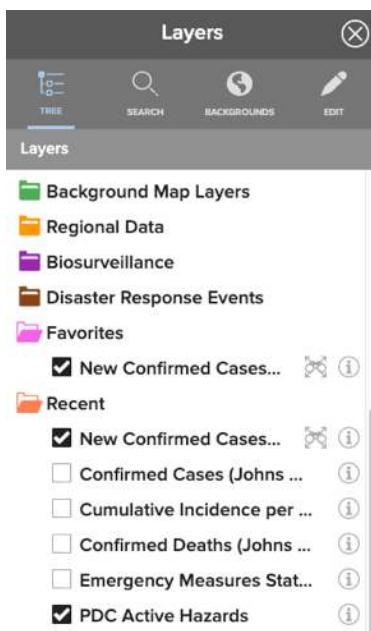 Layers
TREE SEARCH BACKGROUNDS EDIT
Layers
Background Map Layers
Regional Data
Biosurveillance
Disaster Response Events
Favorites
New Confirmed Cases...
Recent
New Confirmed Cases...
Confirmed Cases (Johns ...
Cumulative Incidence per ...
Confirmed Deaths (Johns ...
Emergency Measures Stat...
PDC Active Hazards